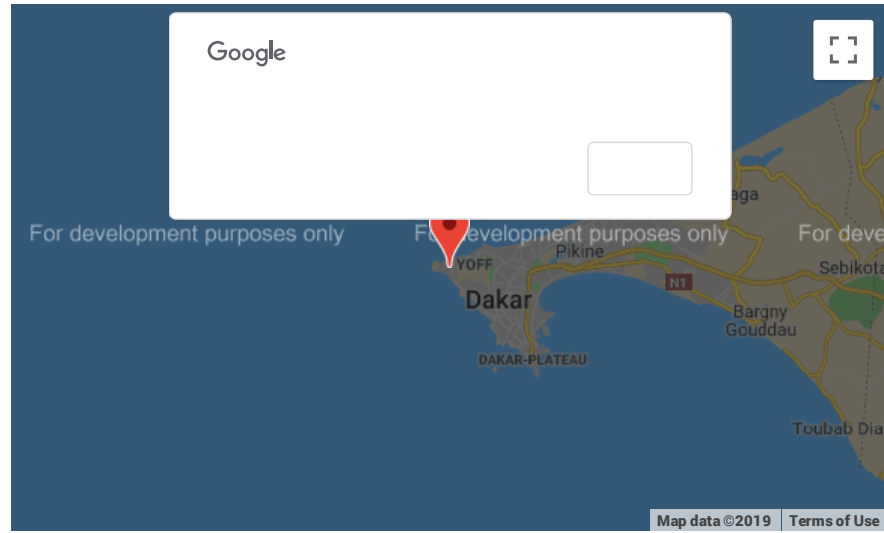 Google
aga
For development purposes only
For development purposes only
For deve
Pikine
YOFF
Sebikota
N1
Dakar
Bargny
Gouddau
DAKAR-PLATEAU
Toubab Dia
Map data ©2019
Terms of Use